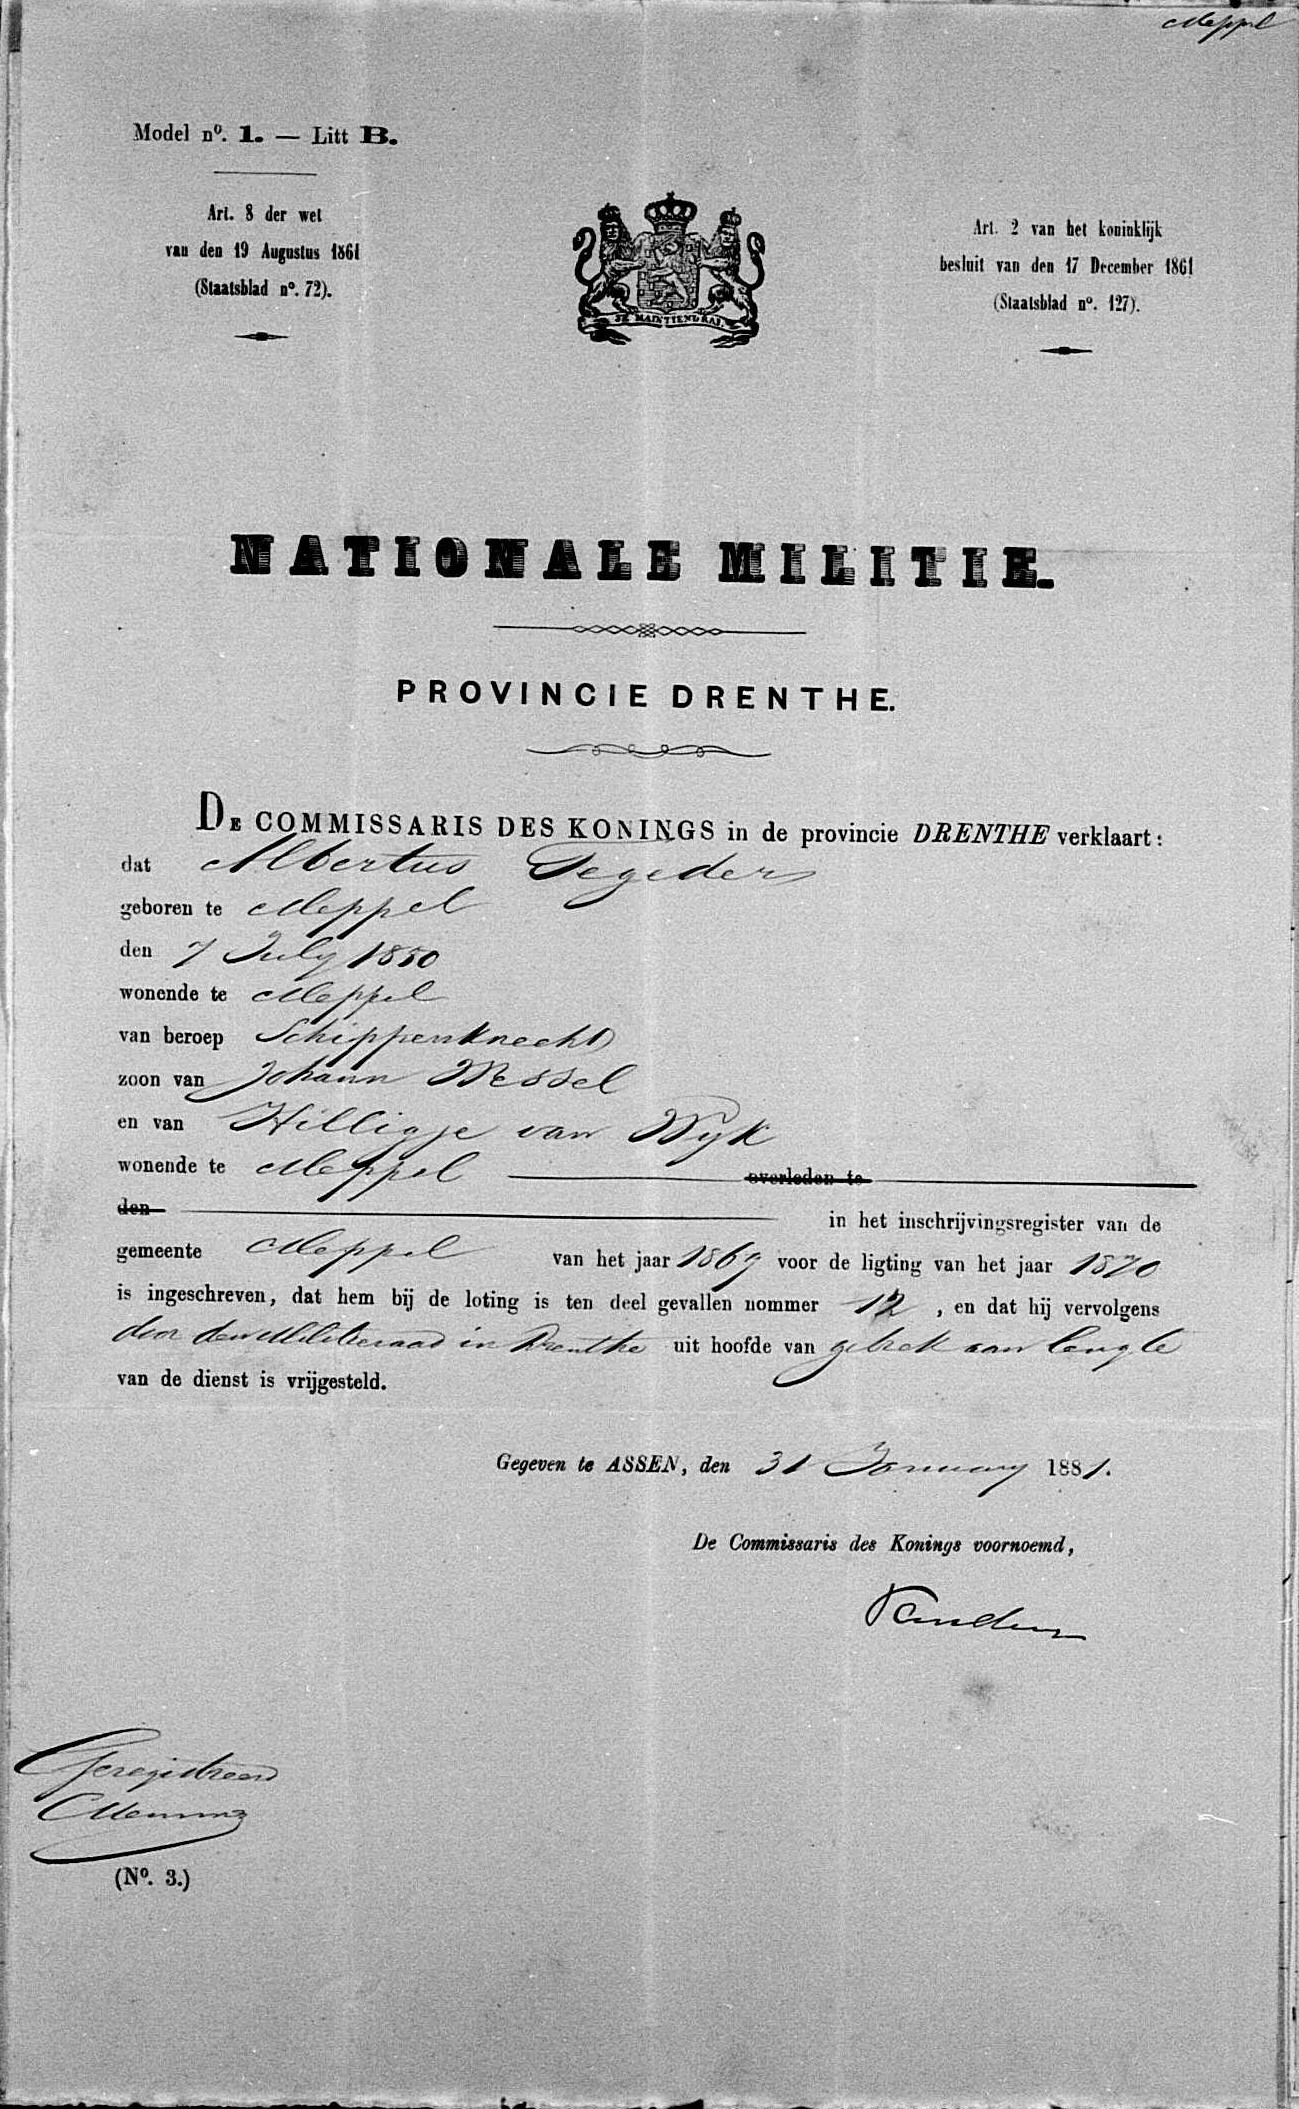 Meppel
Model nº. 1. — Litt B.
Art. 8 der wet
van den 19 Augustus 1861
(Staatsblad nº. 72).
Art. 2 van het koninklijk
besluit van den 17 December 1861
(Staatsblad nº. 127).
JE MAINTIENDRAI.
NATIONALE MILITIE.
PROVINCIE DRENTHE.
DE COMMISSARIS DES KONINGS in de provincie DRENTHE verklaart:
dat Albertus Tegeders
geboren te Meppel
den 7 July 1850
wonende te Meppel
van beroep Schippersknecht
zoon van Johann Wessel
en van Hilligje van Wyk
wonende te Meppel overleden te
den in het inschrijvingsregister van de
gemeente Meppel van het jaar 1869 voor de ligting van het jaar 1870
is ingeschreven, dat hem bij de loting is ten deel gevallen nommer 12, en dat hij vervolgens
door den Militieraad in Drenthe uit hoofde van gebrek aan lengte
van de dienst is vrijgesteld.
Gegeven te ASSEN, den 31 January 1881.
De Commissaris des Konings voornoemd,
Geregistreerd
(Nº. 3.)